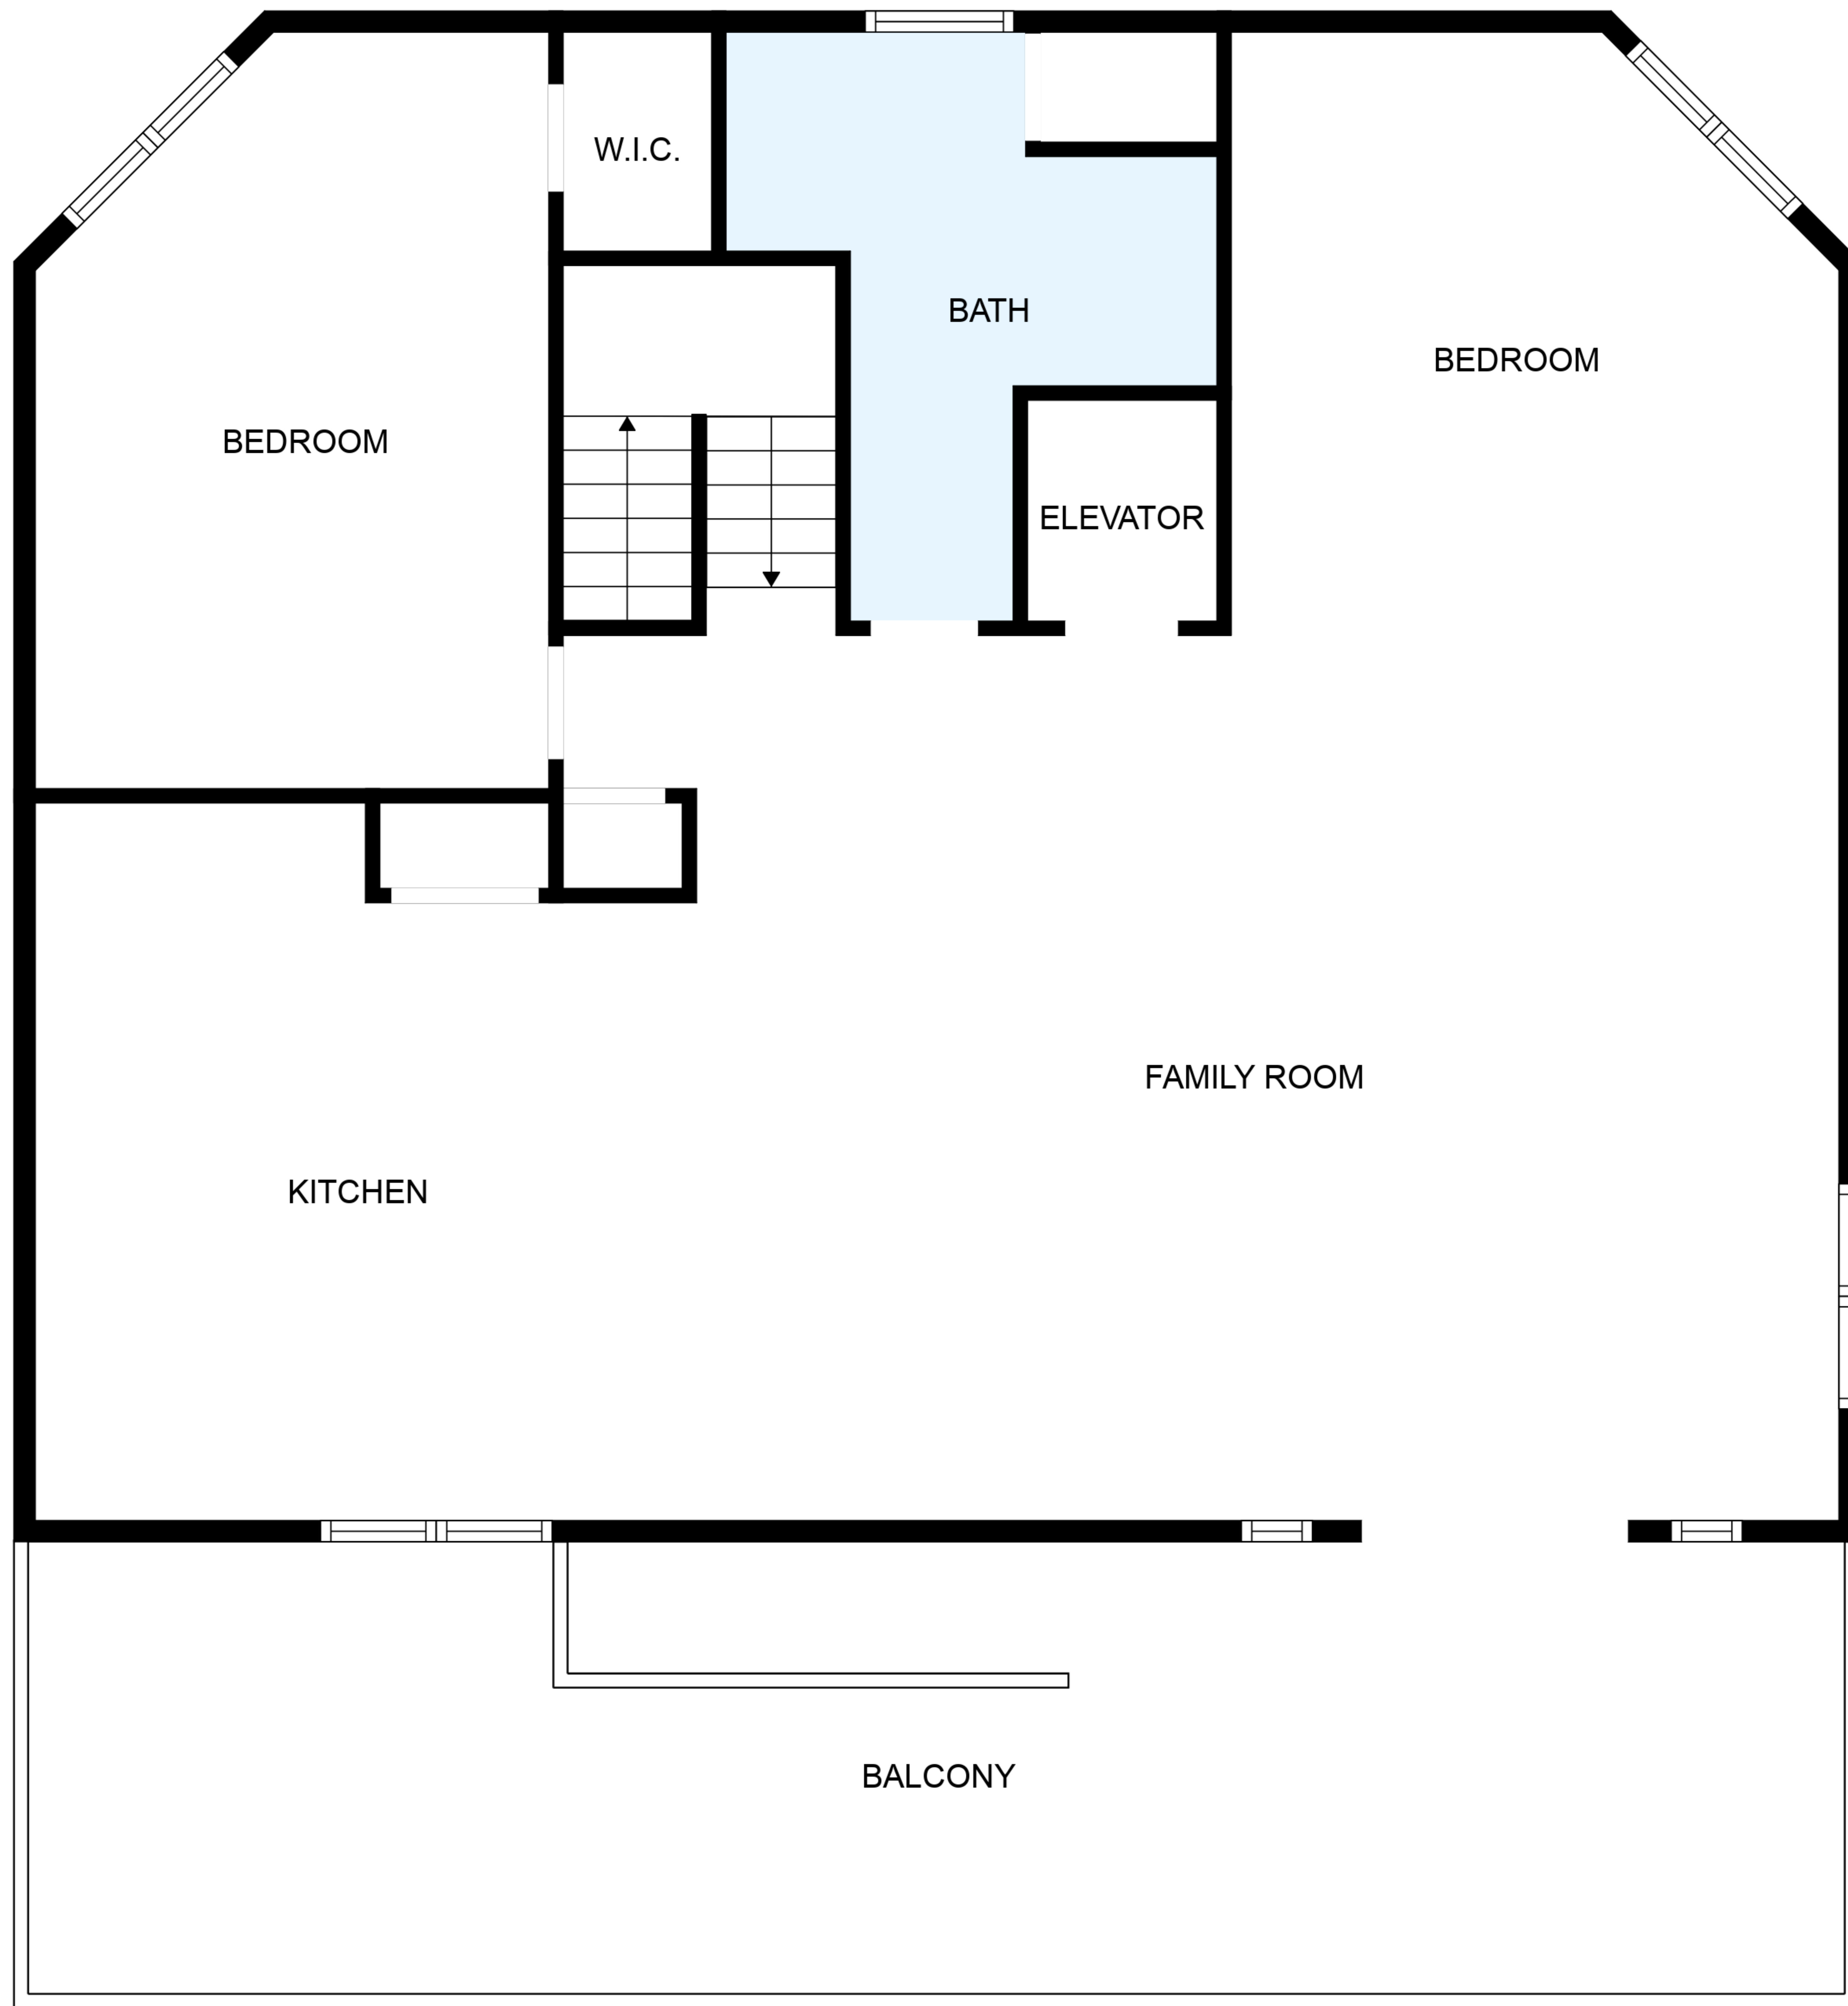 W.I.C.
BATH
BEDROOM
BEDROOM
ELEVATOR
FAMILY ROOM
KITCHEN
BALCONY